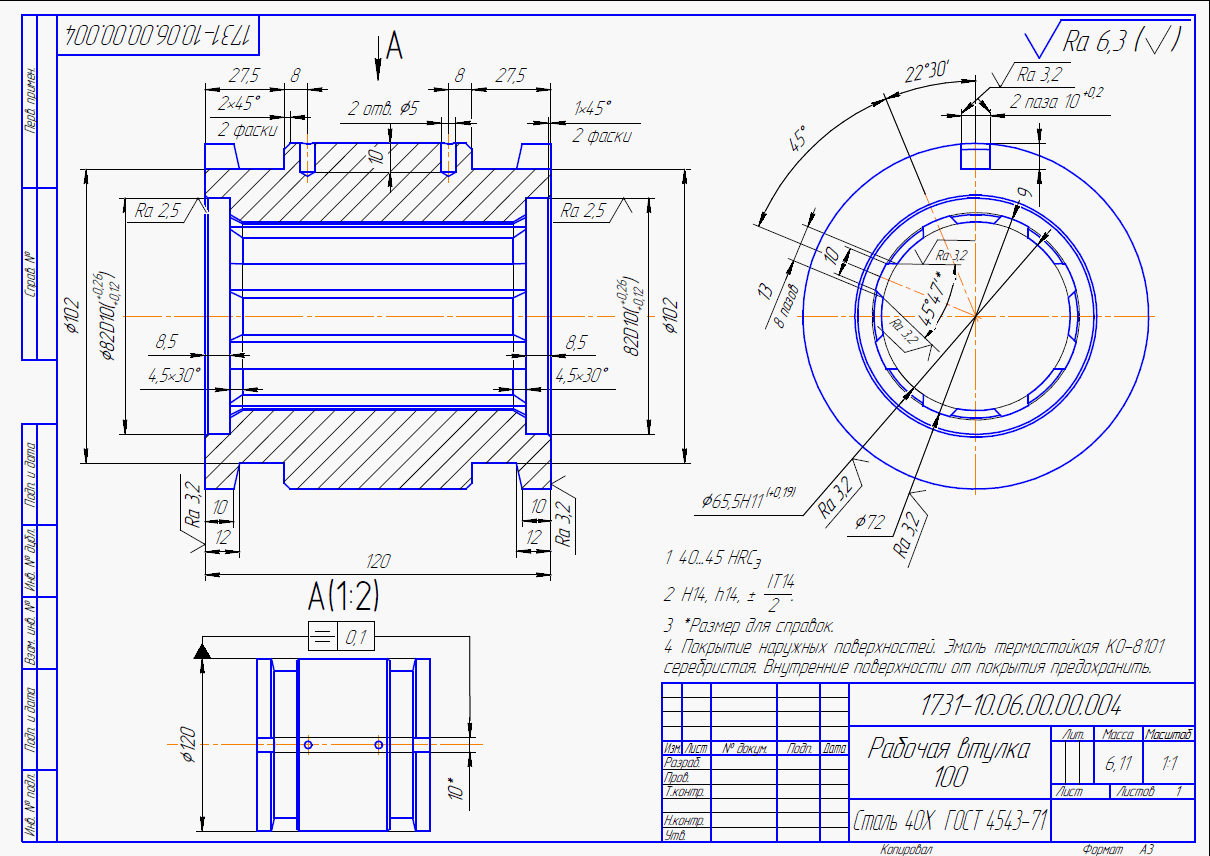 1731-10.06.00.00.004
Перв. примен.
Справ. №
Подп. и дата
Инв. № дубл.
Взам. инв. №
Подп. и дата
Инв. № подл.
А
27,5
8
8
27,5
2×45°
2 фаски
2 отв. ϕ5
1×45°
2 фаски
10
Ra 2,5
Ra 2,5
ϕ102
ϕ82D10(+0,26 +0,12)
82D10(+0,26 +0,12)
ϕ102
8,5
8,5
4,5×30°
4,5×30°
Ra 3,2
10
12
10
12
Ra 3,2
120
Ra 6,3 (√)
22°30'
45°
Ra 3,2
2 паза 10 +0,2
9
10
13
8 пазов
Ra 3,2
45°47'*
Ra 3,2
ϕ65,5H11(+0,19)
Ra 3,2
ϕ72
Ra 3,2
А(1:2)
0,1
ϕ120
10*
1 40...45 HRCэ
2 H14, h14, ± IT14/2.
3 *Размер для справок.
4 Покрытие наружных поверхностей. Эмаль термостойкая КО-8101
серебристая. Внутренние поверхности от покрытия предохранить.
1731-10.06.00.00.004
Изм. Лист № докум. Подп. Дата
Разраб.
Пров.
Т.контр.
Н.контр.
Утв.
Рабочая втулка
100
Лит. Масса Масштаб
6,11 1:1
Лист Листов 1
Сталь 40Х ГОСТ 4543-71
Копировал Формат А3